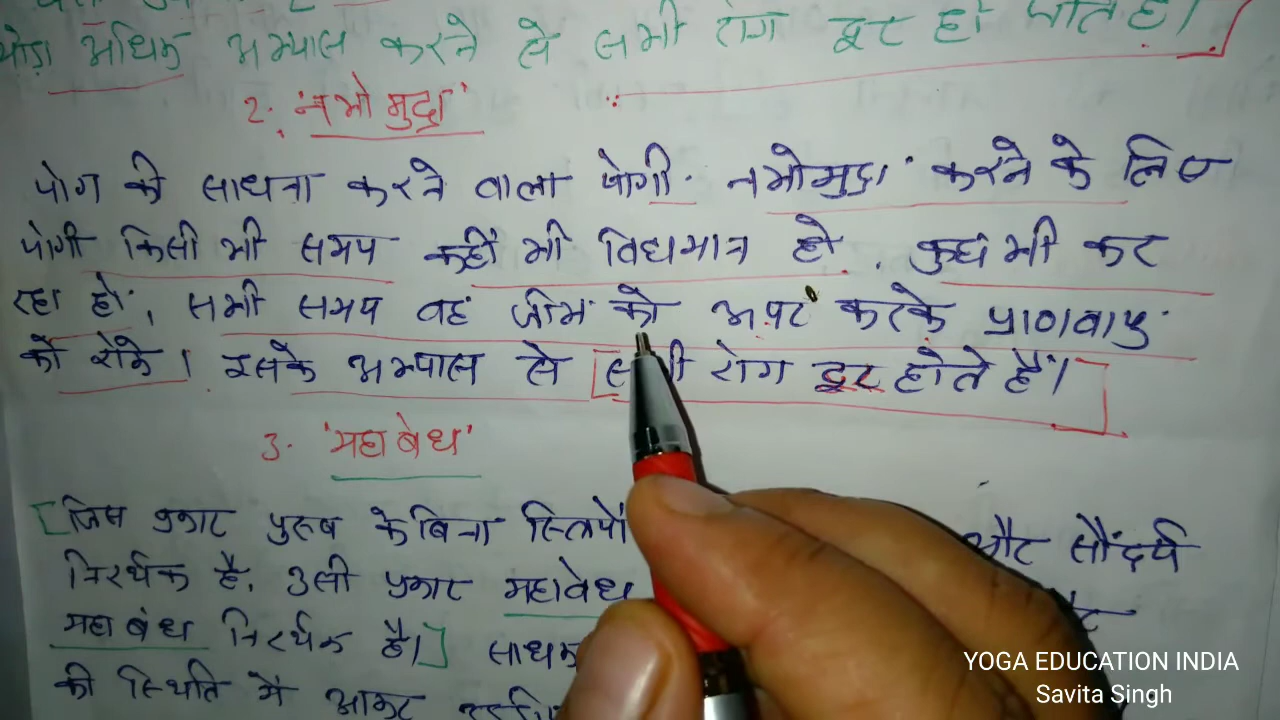 थोड़ा अधिक अभ्यास करने से सभी रोग दूर हो जाते है।
2. 'नभो मुद्रा'
योग की साधना करने वाला योगी नभोमुद्रा करने के लिए
योगी किसी भी समय कहीं भी विद्यमान हो, कुछ भी कर
रहा हो, सभी समय वह जीभ को ऊपर करके प्राणवायु
को रोके। इसके अभ्यास से सभी रोग दूर होते है।
3. 'महाबेध'
[जिस प्रकार पुरुष के बिना स्त्रियों और सौंदर्य
निरर्थक है, उसी प्रकार महावेध
महाबंध निरर्थक है।] साधक
की स्थिति में आकर
YOGA EDUCATION INDIA
Savita Singh